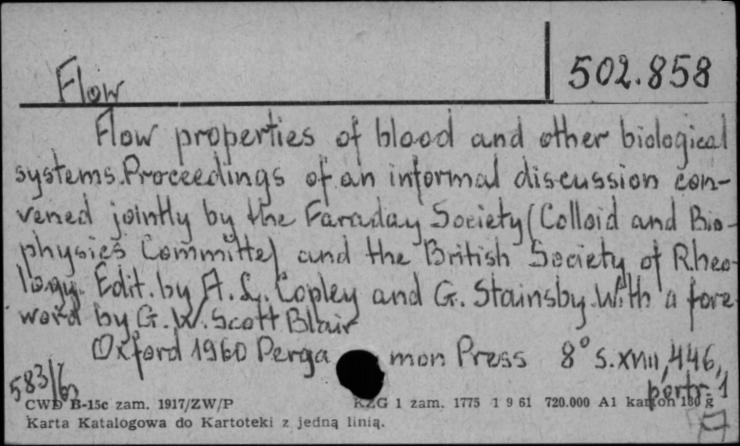 Flow
502.858
Flow properties of blood and other biological
systems. Proceedings of an informal discussion con-
vened jointly by the Faraday Society (Colloid and Bio-
physics Committe) and the British Society of Rheo-
logy. Edit. by A. L. Copley and G. Stainsby. With a fore
word by G. W. Scott Blair
Oxford 1960 Perga mon Press 8° s. XVIII, 446,
portr. 1
583/62
CWD B-15c zam. 1917/ZW/P KZG 1 zam. 1775 1 9 61 720.000 A1 karton 180 g
Karta Katalogowa do Kartoteki z jedną linią.